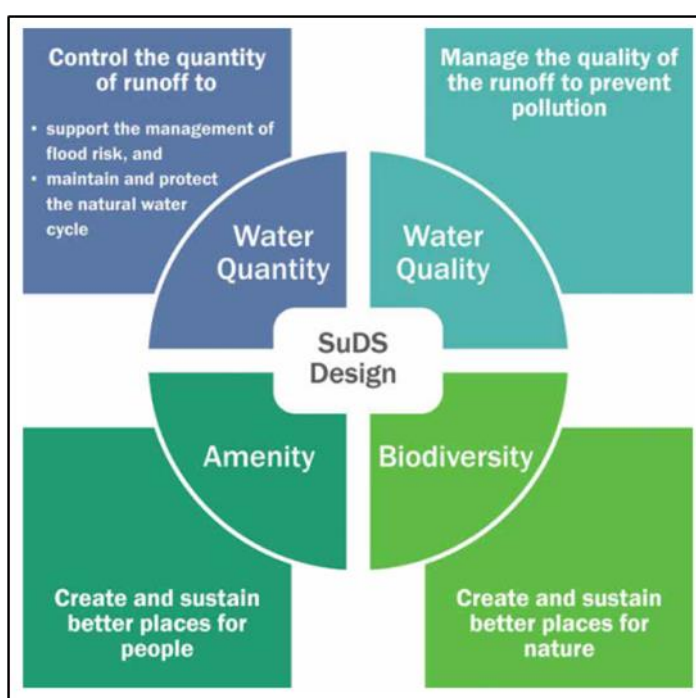 Control the quantity
of runoff to
• support the management of
flood risk, and
• maintain and protect
the natural water
cycle
Manage the quality of
the runoff to prevent
pollution
Water
Quantity
Water
Quality
SuDS
Design
Amenity
Biodiversity
Create and sustain
better places for
people
Create and sustain
better places for
nature